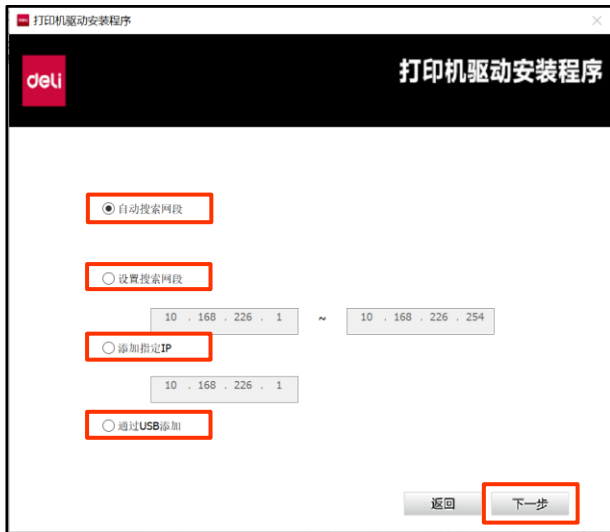 打印机驱动安装程序
deli
打印机驱动安装程序
自动搜索网段
设置搜索网段
10 . 168 . 226 . 1 ~ 10 . 168 . 226 . 254
添加指定IP
10 . 168 . 226 . 1
通过USB添加
返回 下一步